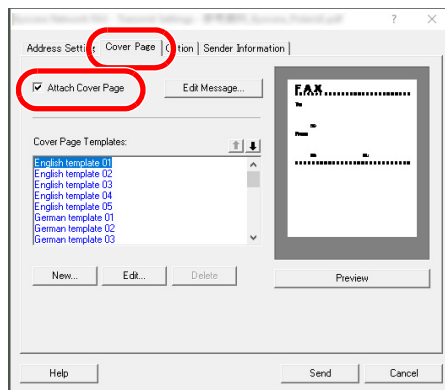 ? ×
Address Setting Cover Page Option Sender Information
Attach Cover Page Edit Message...
Cover Page Templates:
English template 01
English template 02
English template 03
English template 04
English template 05
German template 01
German template 02
German template 03
New... Edit... Delete
FAX
To
From
Preview
Help Send Cancel